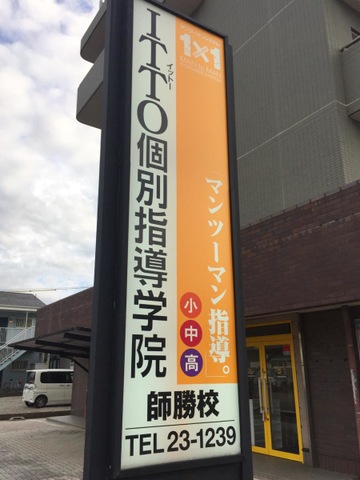 1×1
イットー
ITTO個別指導学院
マンツーマン指導。
小
中
高
師勝校
TEL 23-1239